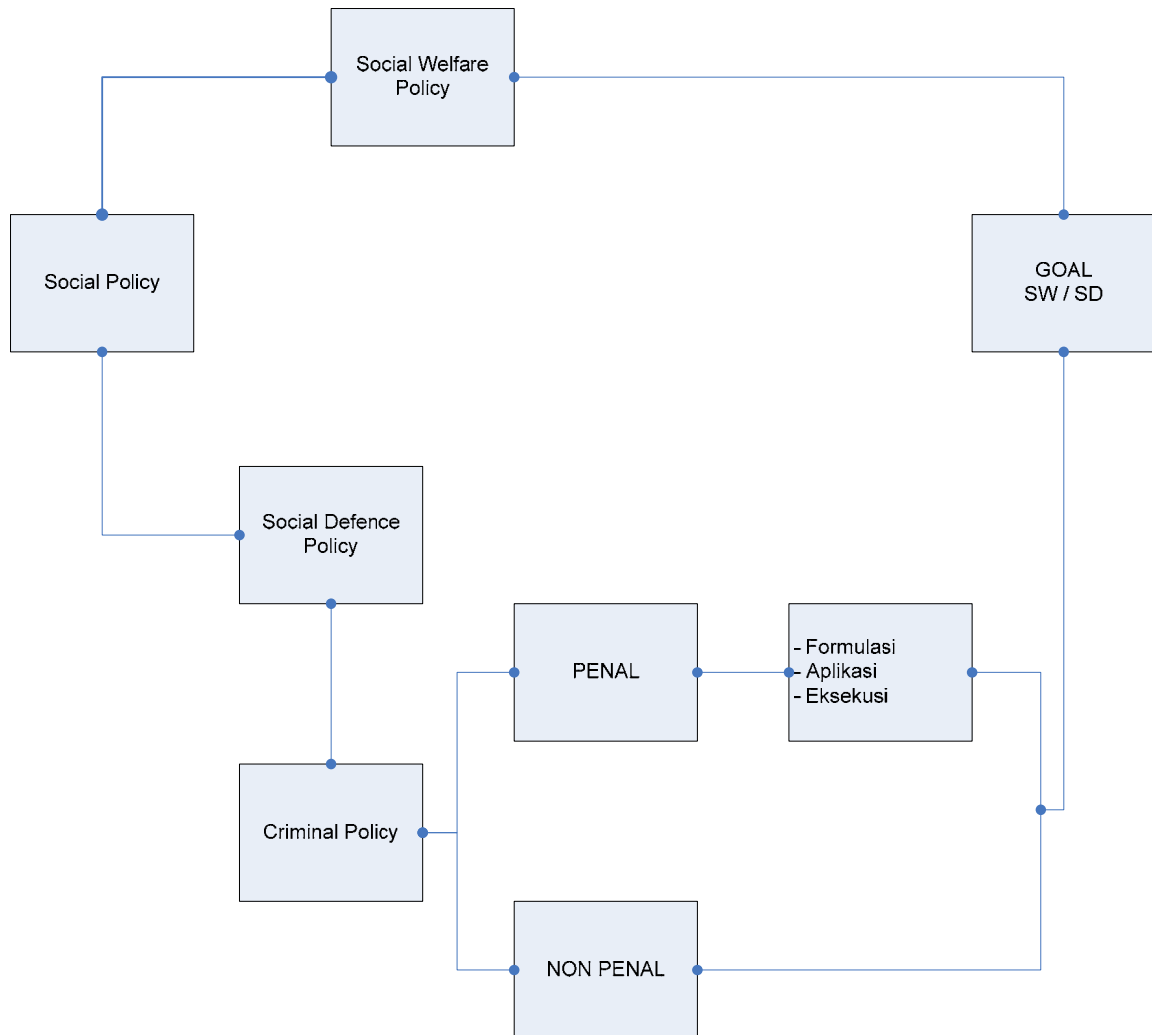 Social Welfare
Policy
Social Policy
GOAL
SW / SD
Social Defence
Policy
PENAL
- Formulasi
- Aplikasi
- Eksekusi
Criminal Policy
NON PENAL